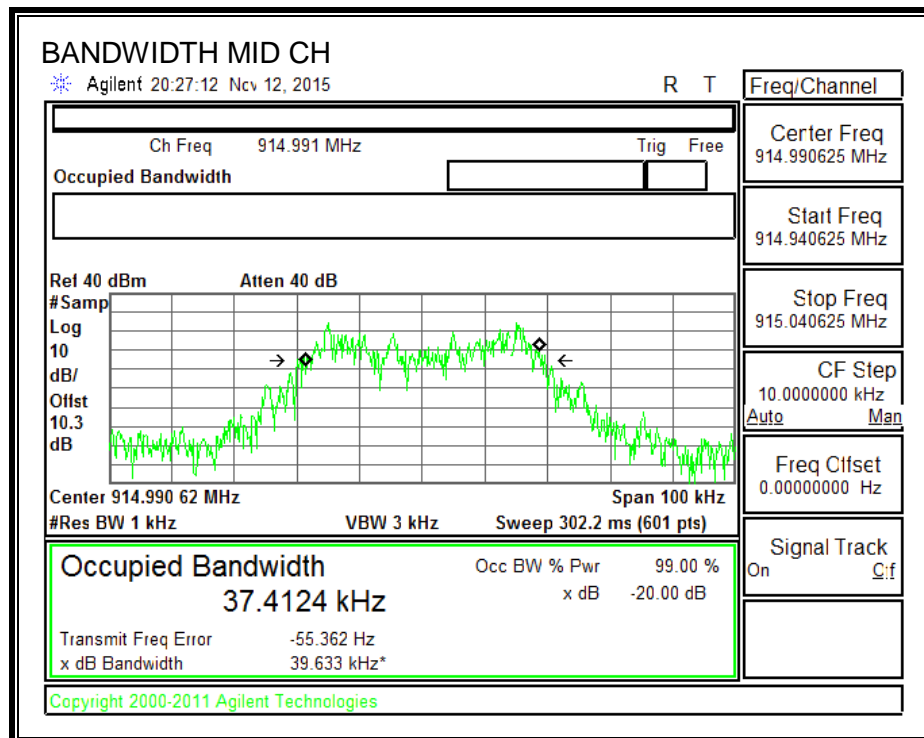 BANDWIDTH MID CH
Agilent 20:27:12 Nov 12, 2015 R T
Freq/Channel
Ch Freq 914.991 MHz Trig Free
Occupied Bandwidth
Center Freq
914.990625 MHz
Start Freq
914.940625 MHz
Stop Freq
915.040625 MHz
CF Step
10.0000000 kHz
Auto Man
Freq Offset
0.00000000 Hz
Signal Track
On Off
Ref 40 dBm Atten 40 dB
#Samp
Log
10
dB/
Offst
10.3
dB
Center 914.990 62 MHz Span 100 kHz
#Res BW 1 kHz VBW 3 kHz Sweep 302.2 ms (601 pts)
Occupied Bandwidth Occ BW % Pwr 99.00 %
37.4124 kHz x dB -20.00 dB
Transmit Freq Error -55.362 Hz
x dB Bandwidth 39.633 kHz*
Copyright 2000-2011 Agilent Technologies